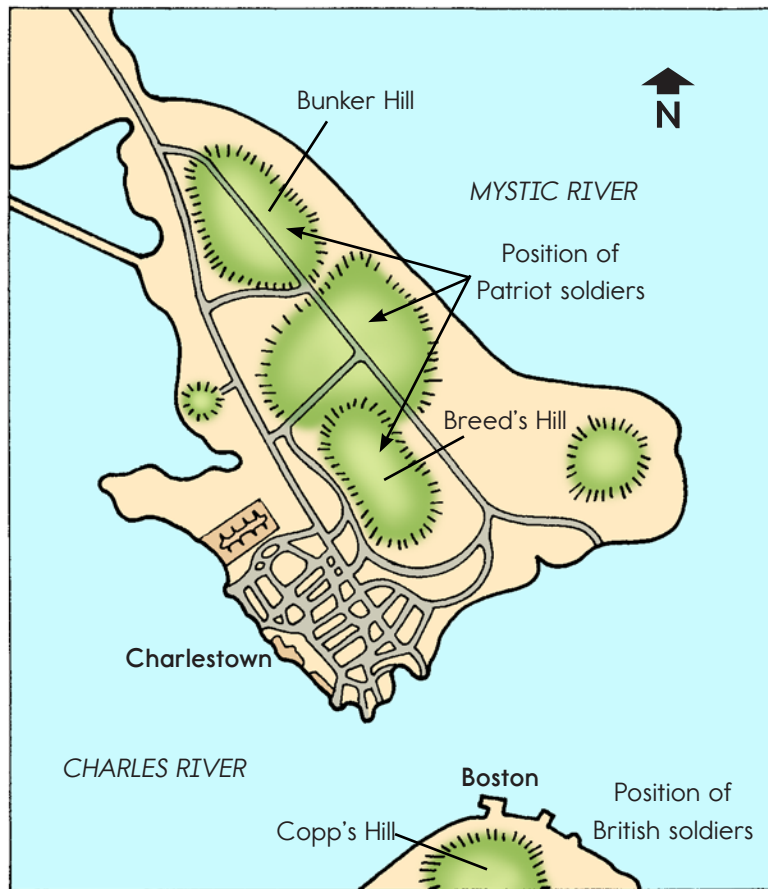 Bunker Hill
N
MYSTIC RIVER
Position of
Patriot soldiers
Breed's Hill
Charlestown
CHARLES RIVER
Boston
Position of
British soldiers
Copp's Hill